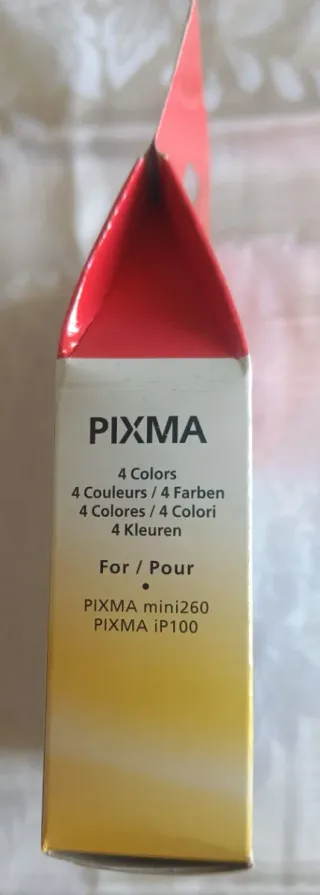 PIXMA
4 Colors
4 Couleurs / 4 Farben
4 Colores / 4 Colori
4 Kleuren
For / Pour
•
PIXMA mini260
PIXMA iP100